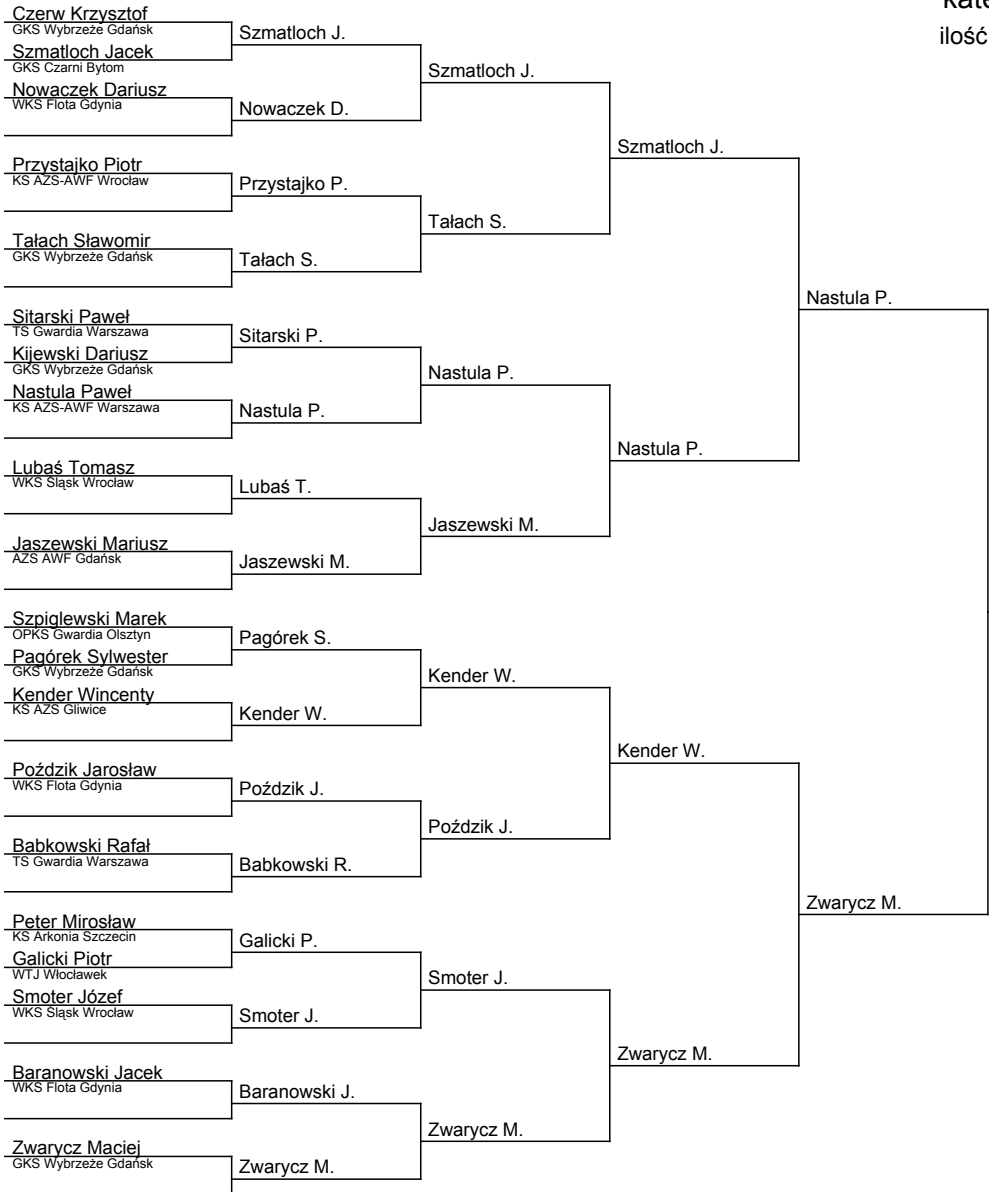 kate
ilość
Czerw Krzysztof
GKS Wybrzeże Gdańsk
Szmatloch J.
Szmatloch Jacek
GKS Czarni Bytom
Szmatloch J.
Nowaczek Dariusz
WKS Flota Gdynia
Nowaczek D.
Szmatloch J.
Przystajko Piotr
KS AZS-AWF Wrocław
Przystajko P.
Tałach S.
Tałach Sławomir
GKS Wybrzeże Gdańsk
Tałach S.
Nastula P.
Sitarski Paweł
TS Gwardia Warszawa
Sitarski P.
Kijewski Dariusz
GKS Wybrzeże Gdańsk
Nastula P.
Nastula Paweł
KS AZS-AWF Warszawa
Nastula P.
Nastula P.
Lubaś Tomasz
WKS Śląsk Wrocław
Lubaś T.
Jaszewski M.
Jaszewski Mariusz
AZS AWF Gdańsk
Jaszewski M.
Szpiglewski Marek
OPKS Gwardia Olsztyn
Pagórek S.
Pagórek Sylwester
GKS Wybrzeże Gdańsk
Kender W.
Kender Wincenty
KS AZS Gliwice
Kender W.
Kender W.
Poździk Jarosław
WKS Flota Gdynia
Poździk J.
Poździk J.
Babkowski Rafał
TS Gwardia Warszawa
Babkowski R.
Zwarycz M.
Peter Mirosław
KS Arkonia Szczecin
Galicki P.
Galicki Piotr
WTJ Włocławek
Smoter J.
Smoter Józef
WKS Śląsk Wrocław
Smoter J.
Zwarycz M.
Baranowski Jacek
WKS Flota Gdynia
Baranowski J.
Zwarycz M.
Zwarycz Maciej
GKS Wybrzeże Gdańsk
Zwarycz M.